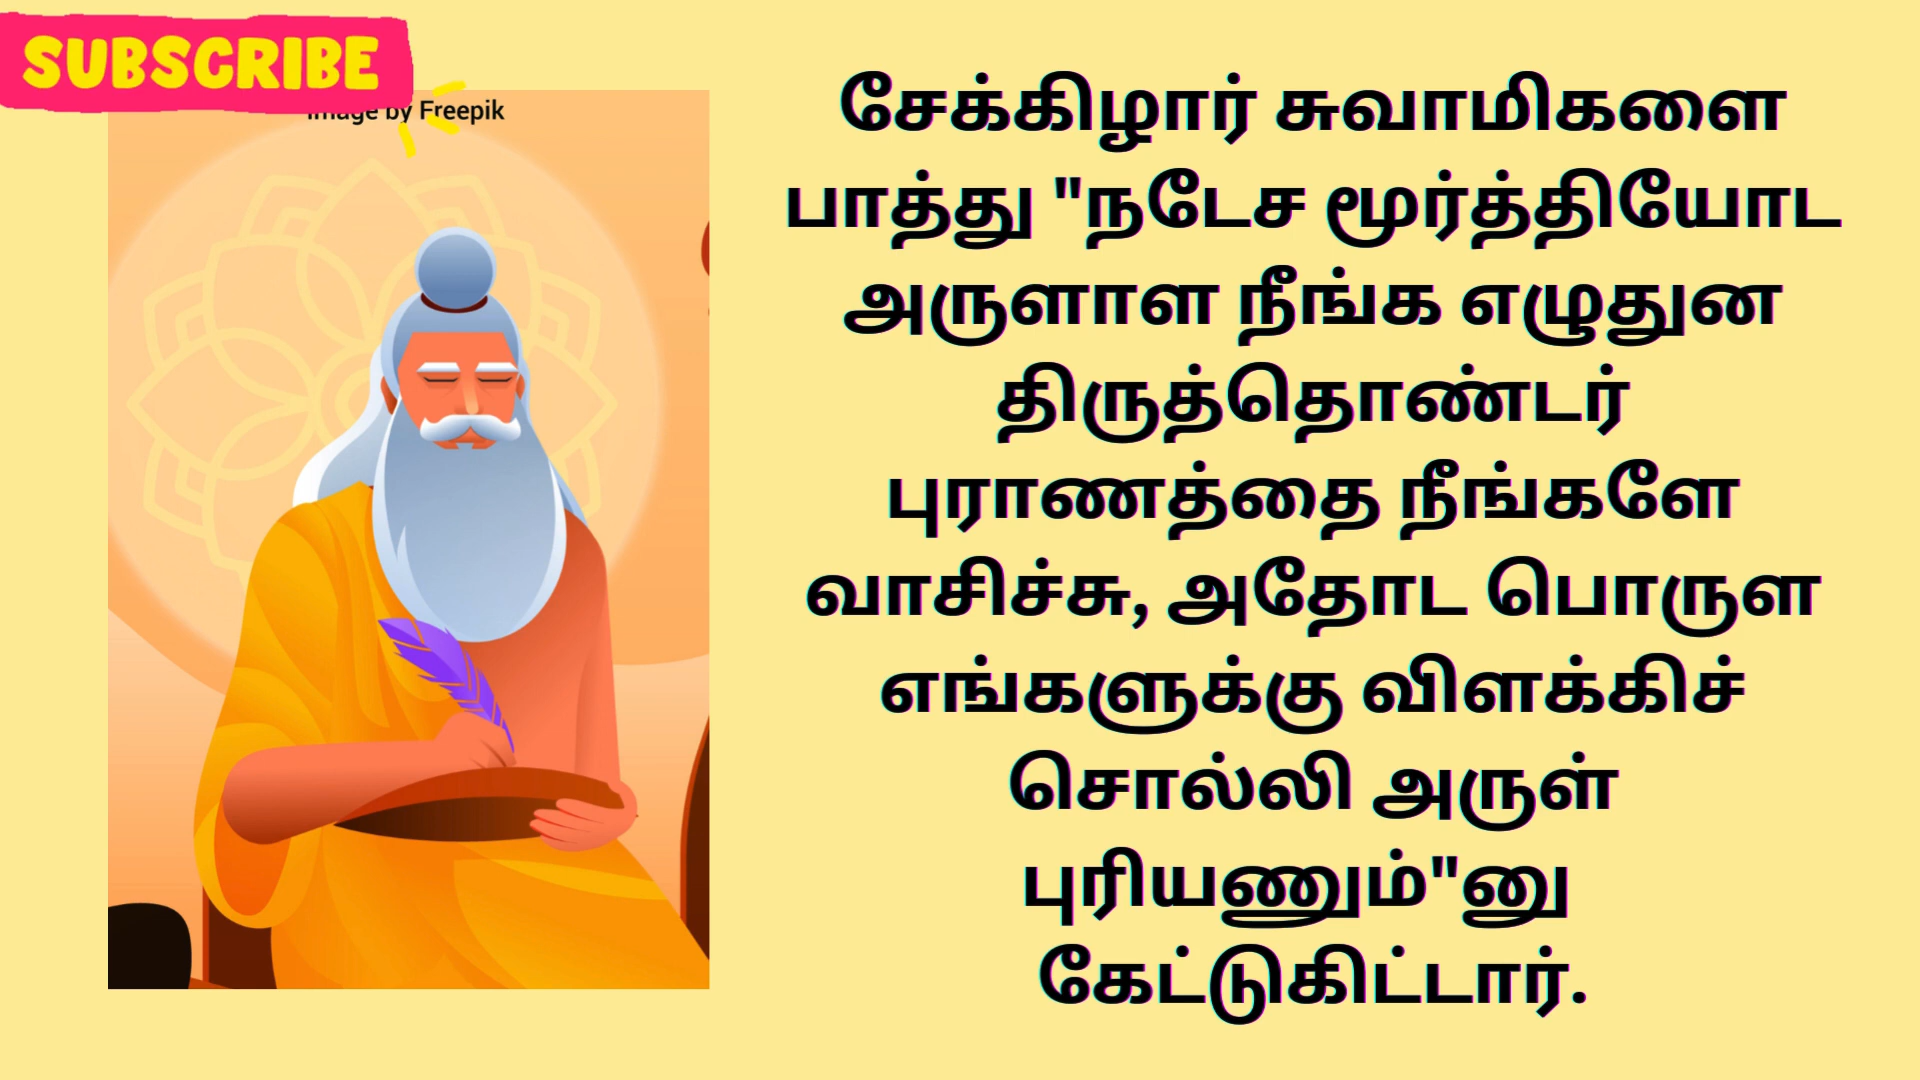 SUBSCRIBE
Image by Freepik
சேக்கிழார் சுவாமிகளை
பாத்து "நடேச மூர்த்தியோட
அருளாள நீங்க எழுதுன
திருத்தொண்டர்
புராணத்தை நீங்களே
வாசிச்சு, அதோட பொருள
எங்களுக்கு விளக்கிச்
சொல்லி அருள்
புரியணும்"னு
கேட்டுகிட்டார்.